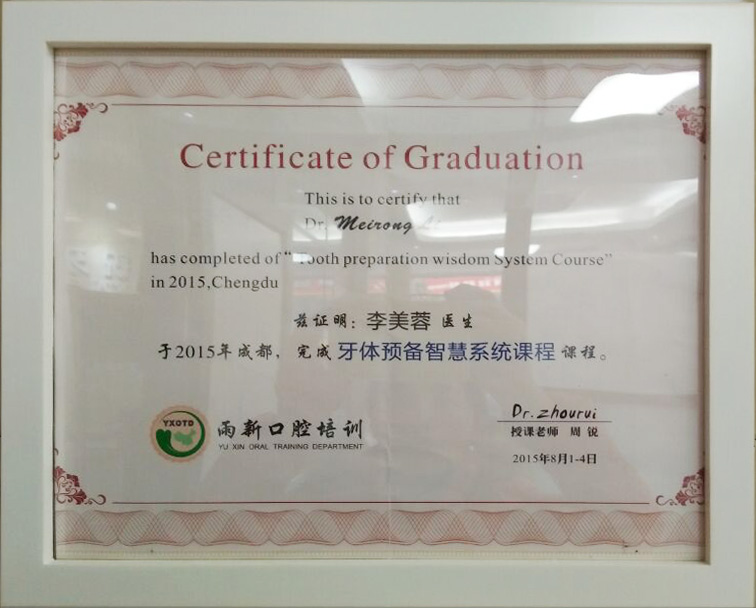 Certificate of Graduation
This is to certify that
Dr. Meirong Li
has completed of “Tooth preparation wisdom System Course”
in 2015,Chengdu
兹证明：李美蓉 医生
于2015年成都，完成 牙体预备智慧系统课程 课程。
YXOTD
雨新口腔培训
YU XIN ORAL TRAINING DEPARTMENT
Dr.zhourui
授课老师 周 锐
2015年8月1-4日